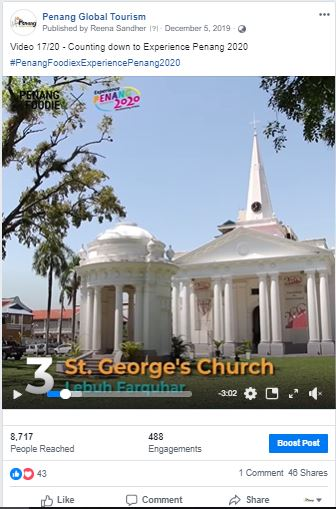 Penang Global Tourism
Published by Reena Sandher [?] · December 5, 2019 ·
Video 17/20 - Counting down to Experience Penang 2020
#PenangFoodiexExperiencePenang2020
PENANG FOODIE
×
Experience
PENANG
2020
3
St. George's Church
Lebuh Farquhar
-3:02
8,717
People Reached
488
Engagements
Boost Post
43
1 Comment 46 Shares
Like
Comment
Share